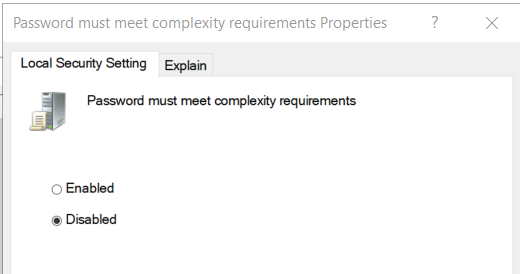 Password must meet complexity requirements Properties ?
Local Security Setting Explain
Password must meet complexity requirements
Enabled
Disabled